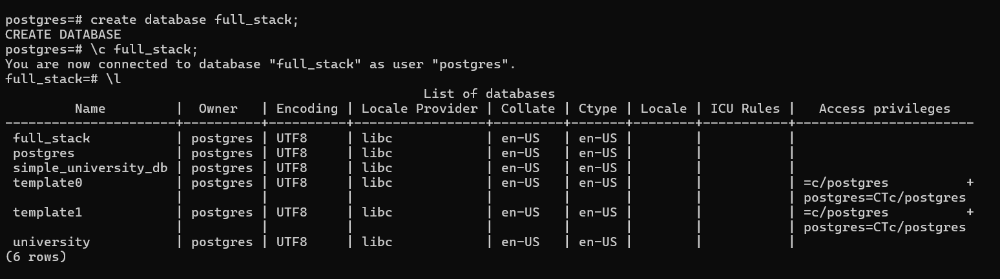 postgres=# create database full_stack;
CREATE DATABASE
postgres=# \c full_stack;
You are now connected to database "full_stack" as user "postgres".
full_stack=# \l
                                                      List of databases
         Name         |  Owner   | Encoding | Locale Provider | Collate | Ctype | Locale | ICU Rules |   Access privileges
----------------------+----------+----------+-----------------+---------+-------+--------+-----------+-----------------------
 full_stack           | postgres | UTF8     | libc            | en-US   | en-US |        |           |
 postgres             | postgres | UTF8     | libc            | en-US   | en-US |        |           |
 simple_university_db | postgres | UTF8     | libc            | en-US   | en-US |        |           |
 template0            | postgres | UTF8     | libc            | en-US   | en-US |        |           | =c/postgres          +
                      |          |          |                 |         |       |        |           | postgres=CTc/postgres
 template1            | postgres | UTF8     | libc            | en-US   | en-US |        |           | =c/postgres          +
                      |          |          |                 |         |       |        |           | postgres=CTc/postgres
 university           | postgres | UTF8     | libc            | en-US   | en-US |        |           |
(6 rows)